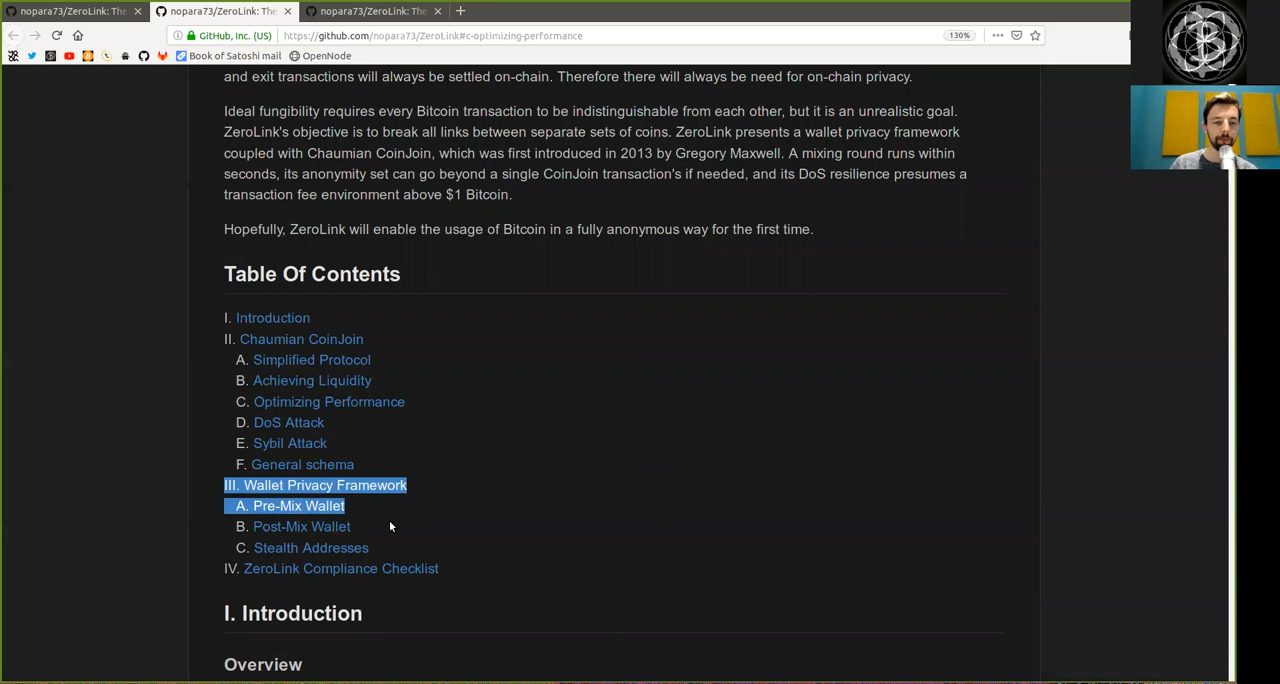 nopara73/ZeroLink: The
nopara73/ZeroLink: The
nopara73/ZeroLink: The
GitHub, Inc. (US)
https://github.com/nopara73/ZeroLink#c-optimizing-performance
130%
Book of Satoshi mail
OpenNode
and exit transactions will always be settled on-chain. Therefore there will always be need for on-chain privacy.
Ideal fungibility requires every Bitcoin transaction to be indistinguishable from each other, but it is an unrealistic goal.
ZeroLink's objective is to break all links between separate sets of coins. ZeroLink presents a wallet privacy framework
coupled with Chaumian CoinJoin, which was first introduced in 2013 by Gregory Maxwell. A mixing round runs within
seconds, its anonymity set can go beyond a single CoinJoin transaction's if needed, and its DoS resilience presumes a
transaction fee environment above $1 Bitcoin.
Hopefully, ZeroLink will enable the usage of Bitcoin in a fully anonymous way for the first time.
Table Of Contents
I. Introduction
II. Chaumian CoinJoin
A. Simplified Protocol
B. Achieving Liquidity
C. Optimizing Performance
D. DoS Attack
E. Sybil Attack
F. General schema
III. Wallet Privacy Framework
A. Pre-Mix Wallet
B. Post-Mix Wallet
C. Stealth Addresses
IV. ZeroLink Compliance Checklist
I. Introduction
Overview